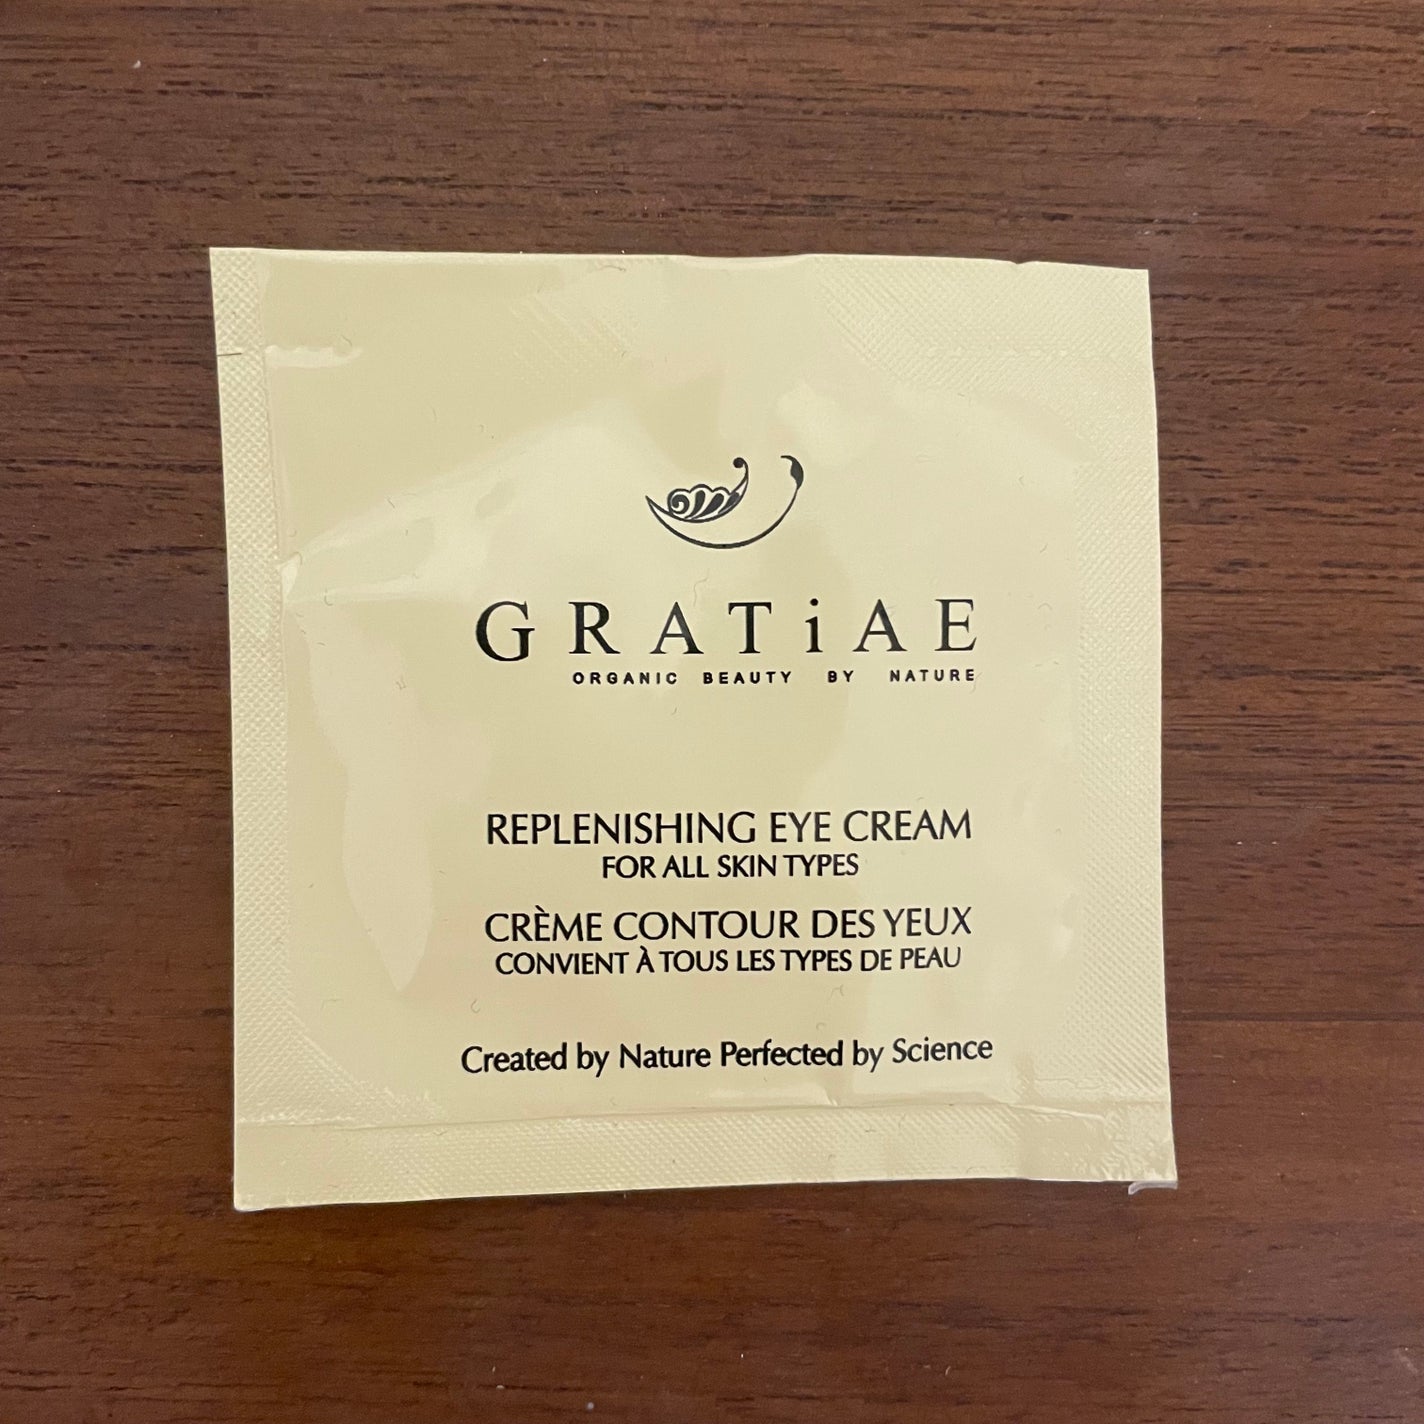 GRATiAE
ORGANIC BEAUTY BY NATURE
REPLENISHING EYE CREAM
FOR ALL SKIN TYPES
CRÈME CONTOUR DES YEUX
CONVIENT À TOUS LES TYPES DE PEAU
Created by Nature Perfected by Science